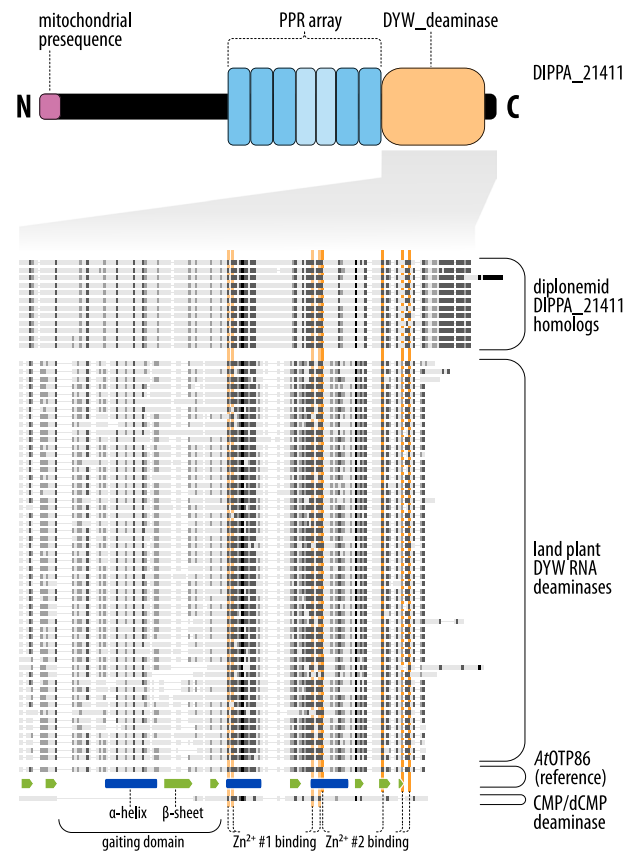 mitochondrial
presequence
PPR array
DYW_deaminase
DIPPA_21411
N
C
diplonemid
DIPPA_21411
homologs
land plant
DYW RNA
deaminases
AtOTP86
(reference)
CMP/dCMP
deaminase
α-helix
β-sheet
gaiting domain
Zn²⁺ #1 binding
Zn²⁺ #2 binding